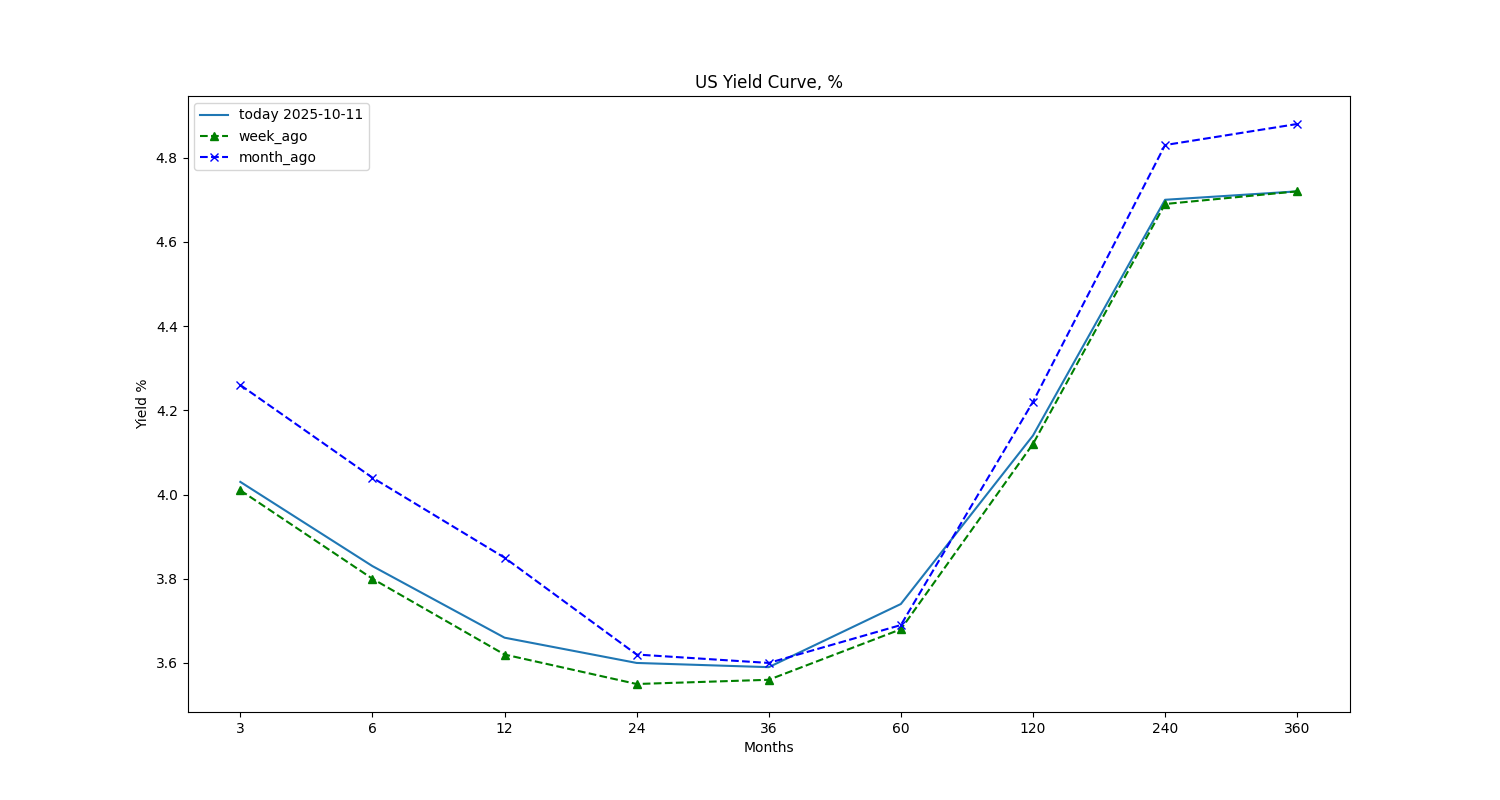 US Yield Curve, %
today 2025-10-11
week_ago
month_ago
4.8
4.6
4.4
4.2
4.0
3.8
3.6
Yield %
3 6 12 24 36 60 120 240 360
Months